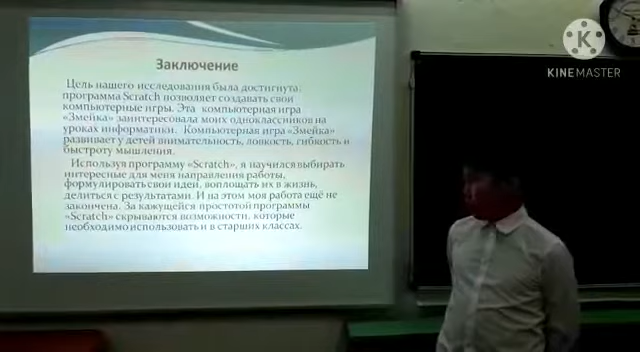 Заключение
Цель нашего исследования была достигнута:
программа Scratch позволяет создавать свои
компьютерные игры. Эта компьютерная игра
«Змейка» заинтересовала моих одноклассников на
уроках информатики. Компьютерная игра «Змейка»
развивает у детей внимательность, ловкость, гибкость и
быстроту мышления.
Используя программу «Scratch», я научился выбирать
интересные для меня направления работы,
формулировать свои идеи, воплощать их в жизнь,
делиться с результатами. И на этом моя работа ещё не
закончена. За кажущейся простотой программы
«Scratch» скрываются возможности, которые
необходимо использовать и в старших классах.
K
KINEMASTER